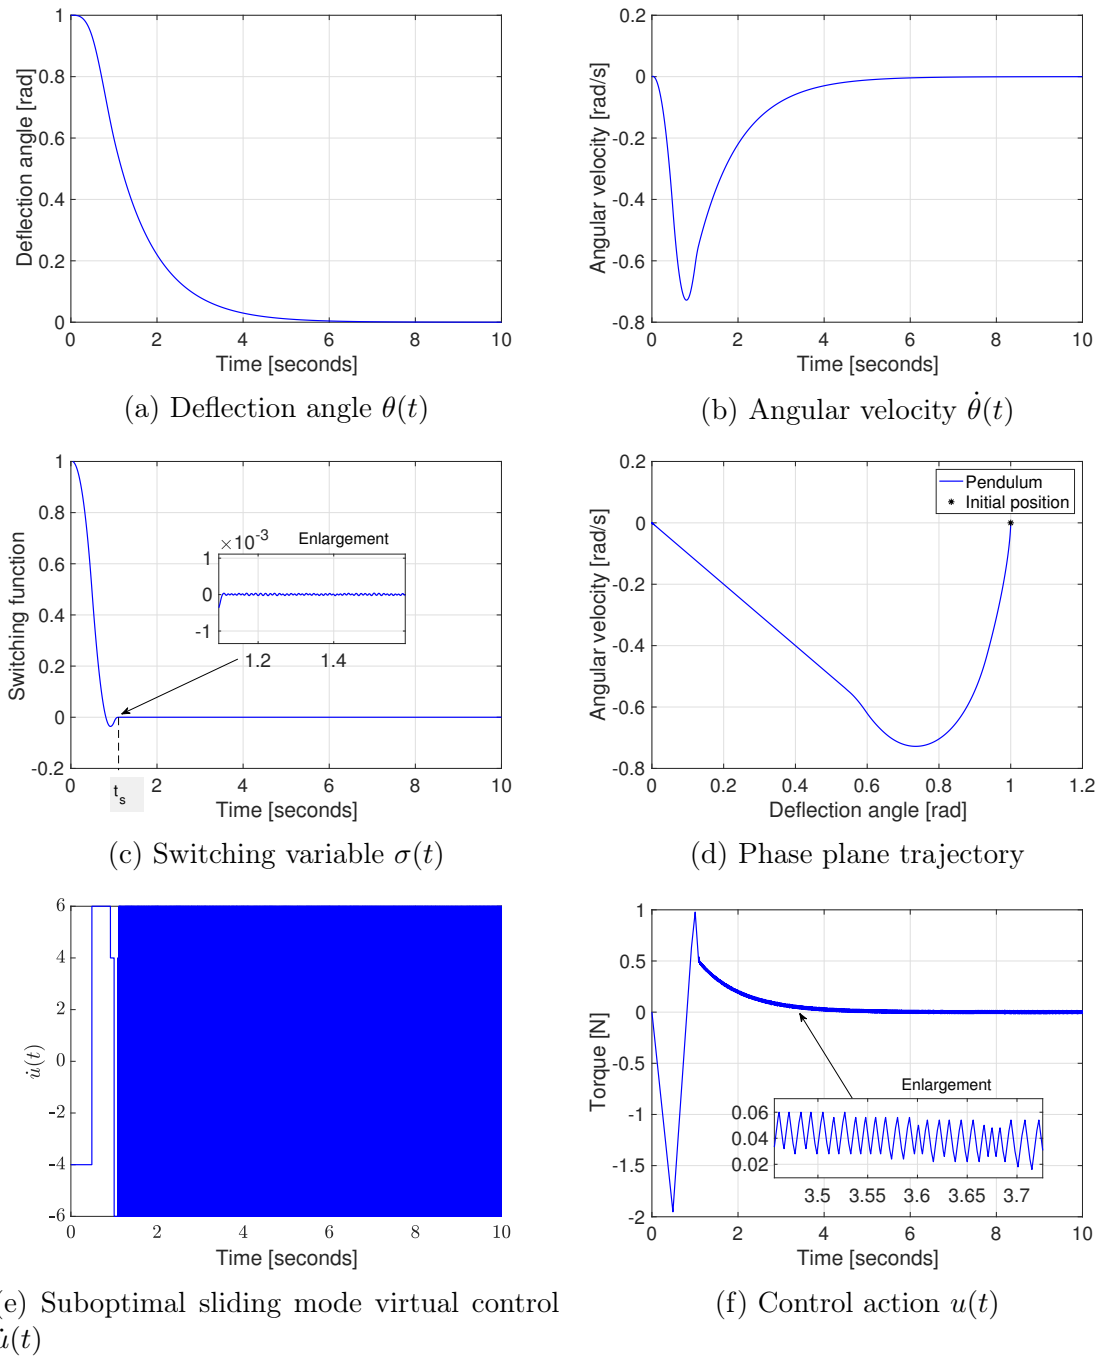 1
0.8
0.6
0.4
0.2
0
0 2 4 6 8 10
Deflection angle [rad]
Time [seconds]
(a) Deflection angle θ(t)
0.2
0
-0.2
-0.4
-0.6
-0.8
0 2 4 6 8 10
Angular velocity [rad/s]
Time [seconds]
(b) Angular velocity θ̇(t)
1
0.8
0.6
0.4
0.2
0
-0.2
0 2 4 6 8 10
Switching function
Time [seconds]
×10⁻³ Enlargement
1
0
-1
1.2 1.4
tₛ
(c) Switching variable σ(t)
0.2
0
-0.2
-0.4
-0.6
-0.8
0 0.2 0.4 0.6 0.8 1 1.2
Angular velocity [rad/s]
Deflection angle [rad]
Pendulum
Initial position
(d) Phase plane trajectory
6
4
2
0
-2
-4
-6
0 2 4 6 8 10
u̇(t)
Time [seconds]
(e) Suboptimal sliding mode virtual control
u̇(t)
1
0.5
0
-0.5
-1
-1.5
-2
0 2 4 6 8 10
Torque [N]
Time [seconds]
Enlargement
0.06
0.04
0.02
3.5 3.55 3.6 3.65 3.7
(f) Control action u(t)